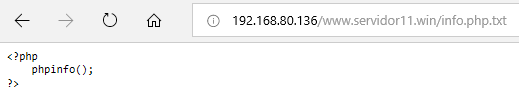 192.168.80.136/www.servidor11.win/info.php.txt
<?php
    phpinfo();
?>